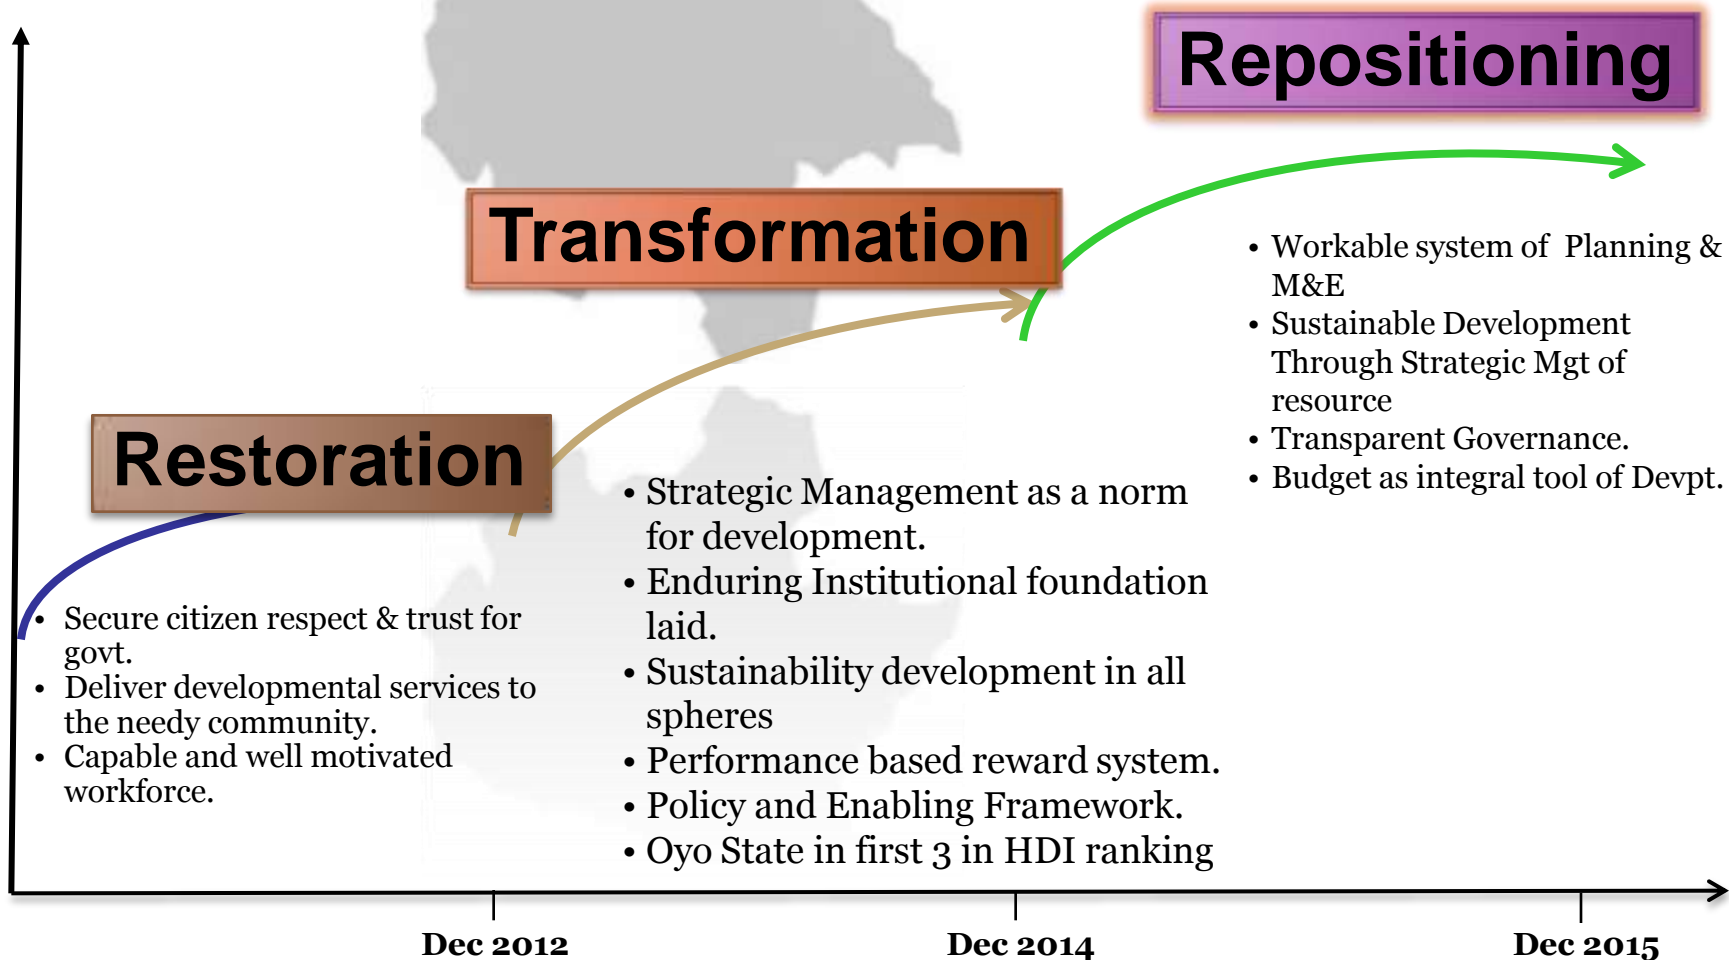 Repositioning
Transformation
Restoration
• Workable system of Planning &
M&E
• Sustainable Development
Through Strategic Mgt of
resource
• Transparent Governance.
• Budget as integral tool of Devpt.
• Strategic Management as a norm
for development.
• Enduring Institutional foundation
laid.
• Sustainability development in all
spheres
• Performance based reward system.
• Policy and Enabling Framework.
• Oyo State in first 3 in HDI ranking
• Secure citizen respect & trust for
govt.
• Deliver developmental services to
the needy community.
• Capable and well motivated
workforce.
Dec 2012
Dec 2014
Dec 2015